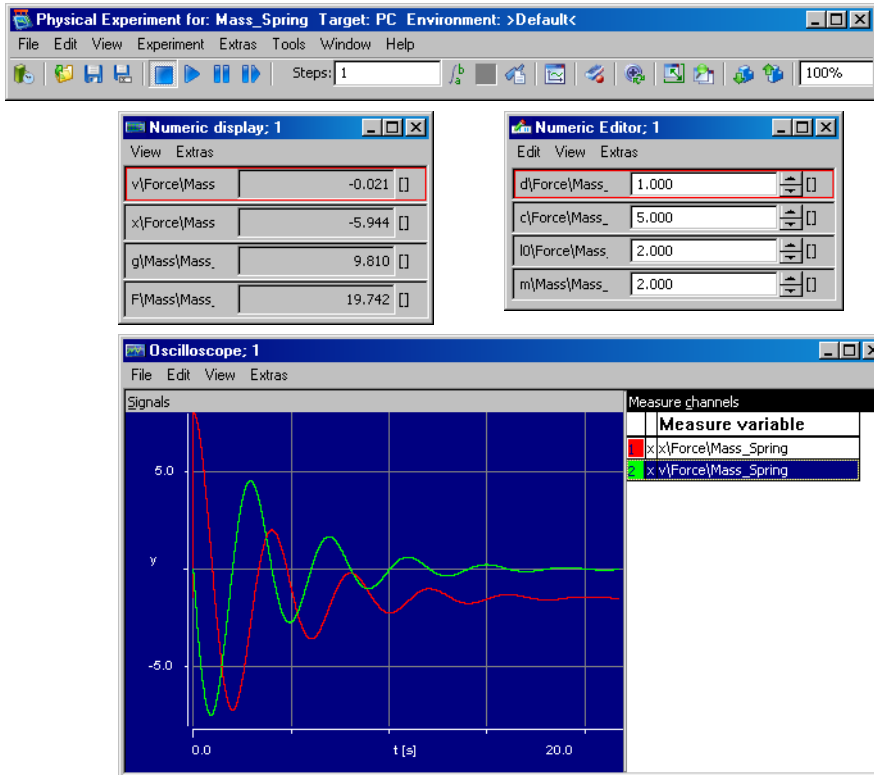 Physical Experiment for: Mass_Spring Target: PC Environment: >Default<
File Edit View Experiment Extras Tools Window Help
Steps: 1 100%
Numeric display; 1
View Extras
v\Force\Mass -0.021 []
x\Force\Mass -5.944 []
g\Mass\Mass_ 9.810 []
F\Mass\Mass_ 19.742 []
Numeric Editor; 1
Edit View Extras
d\Force\Mass_ 1.000 []
c\Force\Mass_ 5.000 []
l0\Force\Mass_ 2.000 []
m\Mass\Mass_ 2.000 []
Oscilloscope; 1
File Edit View Extras
Signals
5.0
y
-5.0
0.0 t [s] 20.0
Measure channels
Measure variable
1 x x\Force\Mass_Spring
2 x v\Force\Mass_Spring